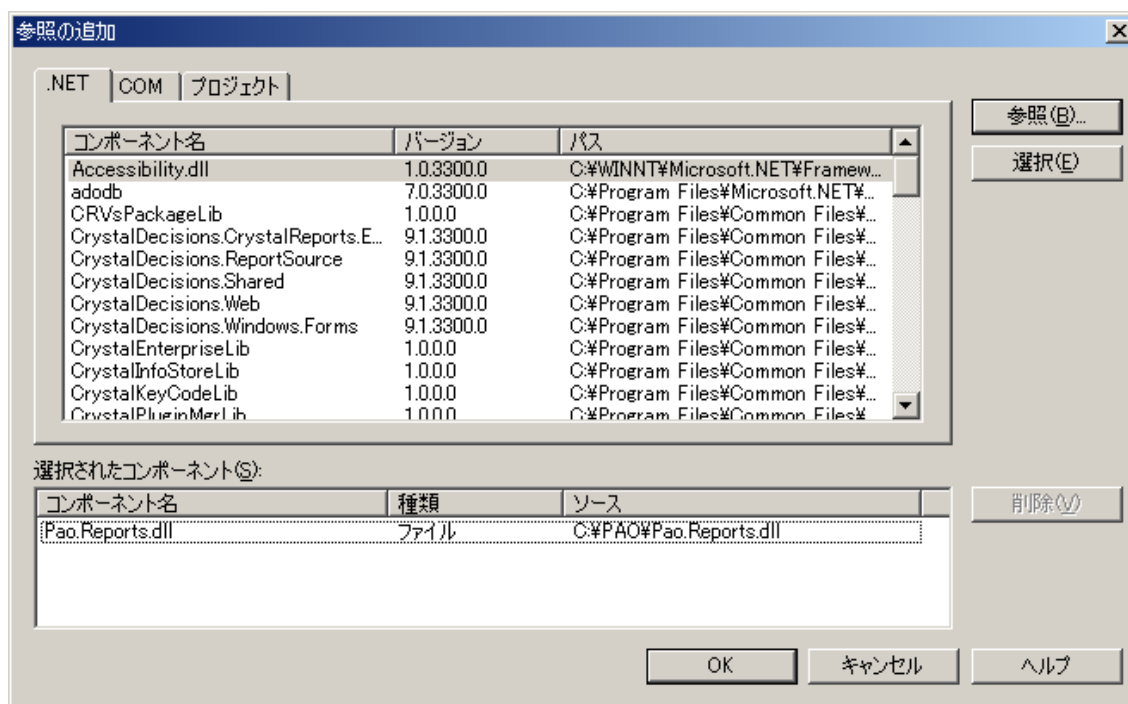 参照の追加
.NET COM プロジェクト
参照(B)...
選択(E)
コンポーネント名 バージョン パス
Accessibility.dll 1.0.3300.0 C:¥WINNT¥Microsoft.NET¥Framew...
adodb 7.0.3300.0 C:¥Program Files¥Microsoft.NET¥...
CRVsPackageLib 1.0.0.0 C:¥Program Files¥Common Files¥...
CrystalDecisions.CrystalReports.E... 9.1.3300.0 C:¥Program Files¥Common Files¥...
CrystalDecisions.ReportSource 9.1.3300.0 C:¥Program Files¥Common Files¥...
CrystalDecisions.Shared 9.1.3300.0 C:¥Program Files¥Common Files¥...
CrystalDecisions.Web 9.1.3300.0 C:¥Program Files¥Common Files¥...
CrystalDecisions.Windows.Forms 9.1.3300.0 C:¥Program Files¥Common Files¥...
CrystalEnterpriseLib 1.0.0.0 C:¥Program Files¥Common Files¥...
CrystalInfoStoreLib 1.0.0.0 C:¥Program Files¥Common Files¥...
CrystalKeyCodeLib 1.0.0.0 C:¥Program Files¥Common Files¥...
CrystalPluginMgrLib 1.0.0.0 C:¥Program Files¥Common Files¥...
選択されたコンポーネント(S):
コンポーネント名 種類 ソース
Pao.Reports.dll ファイル C:¥PAO¥Pao.Reports.dll
削除(V)
OK キャンセル ヘルプ